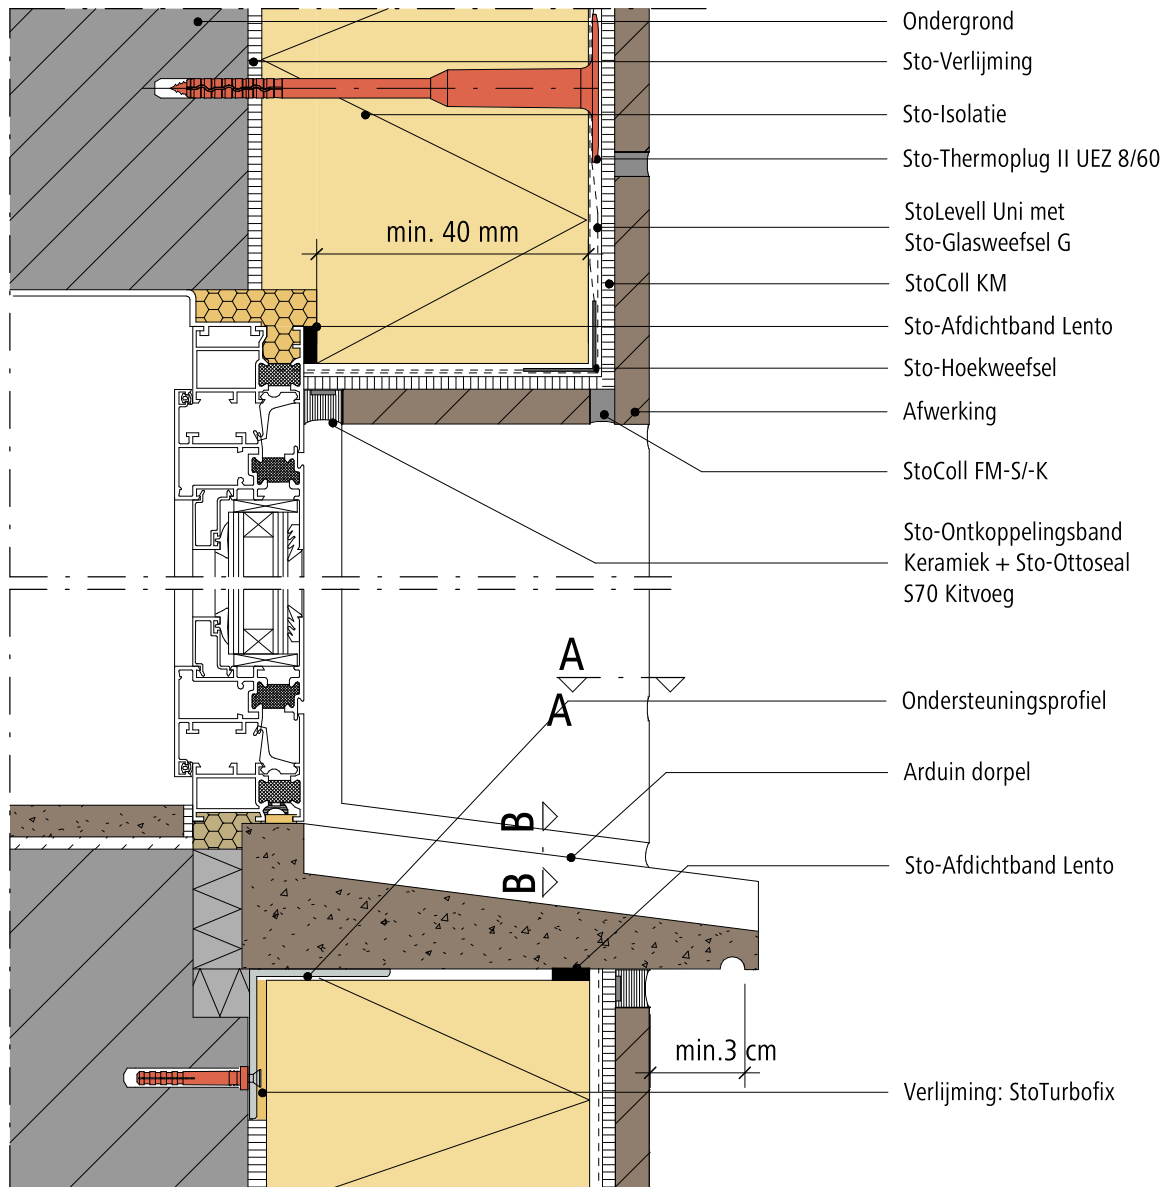 Ondergrond
Sto-Verlijming
Sto-Isolatie
Sto-Thermoplug II UEZ 8/60
StoLevell Uni met
Sto-Glasweefsel G
min. 40 mm
StoColl KM
Sto-Afdichtband Lento
Sto-Hoekweefsel
Afwerking
StoColl FM-S/-K
Sto-Ontkoppelingsband
Keramiek + Sto-Ottoseal
S70 Kitvoeg
A
A
Ondersteuningsprofiel
Arduin dorpel
B
B
Sto-Afdichtband Lento
min.3 cm
Verlijming: StoTurbofix